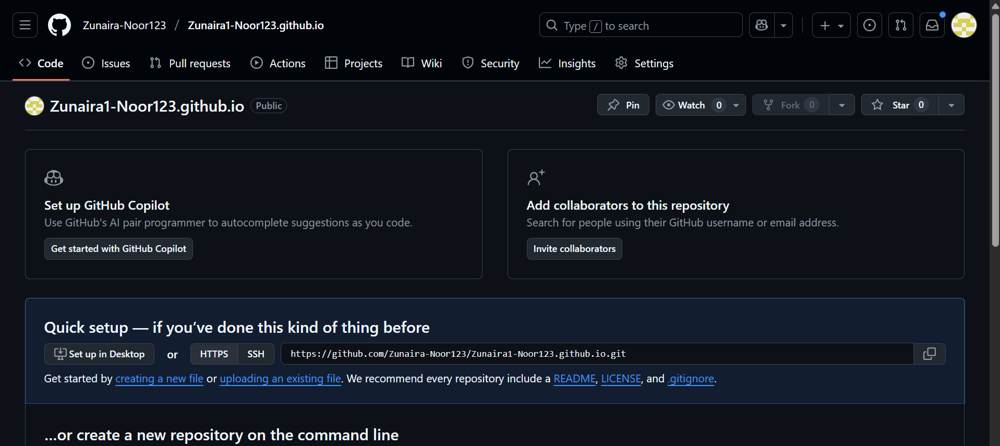 Zunaira-Noor123 / Zunaira1-Noor123.github.io
Type / to search
Code Issues Pull requests Actions Projects Wiki Security Insights Settings
Zunaira1-Noor123.github.io Public
Pin Watch 0 Fork 0 Star 0
Set up GitHub Copilot
Use GitHub's AI pair programmer to autocomplete suggestions as you code.
Get started with GitHub Copilot
Add collaborators to this repository
Search for people using their GitHub username or email address.
Invite collaborators
Quick setup — if you’ve done this kind of thing before
Set up in Desktop or HTTPS SSH https://github.com/Zunaira-Noor123/Zunaira1-Noor123.github.io.git
Get started by creating a new file or uploading an existing file. We recommend every repository include a README, LICENSE, and .gitignore.
…or create a new repository on the command line